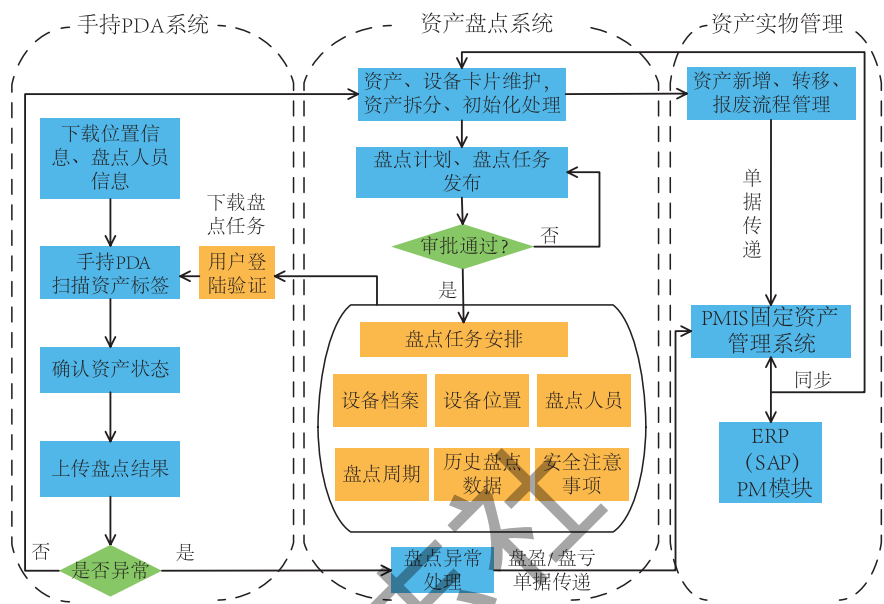 手持PDA系统
资产盘点系统
资产实物管理
资产、设备卡片维护，
资产拆分、初始化处理
资产新增、转移、
报废流程管理
下载位置信
息、盘点人员
信息
盘点计划、盘点任务
发布
单
据
传
递
下载盘
点任务
审批通过?
否
手持PDA
扫描资产标签
用户登
陆验证
是
PMIS固定资产
管理系统
盘点任务安排
确认资产状态
同步
设备档案
设备位置
盘点人员
ERP
（SAP）
PM模块
上传盘点结果
盘点周期
历史盘点
数据
安全注意
事项
否
是否异常
是
盘点异常
处理
盘盈/盘亏
单据传递
社